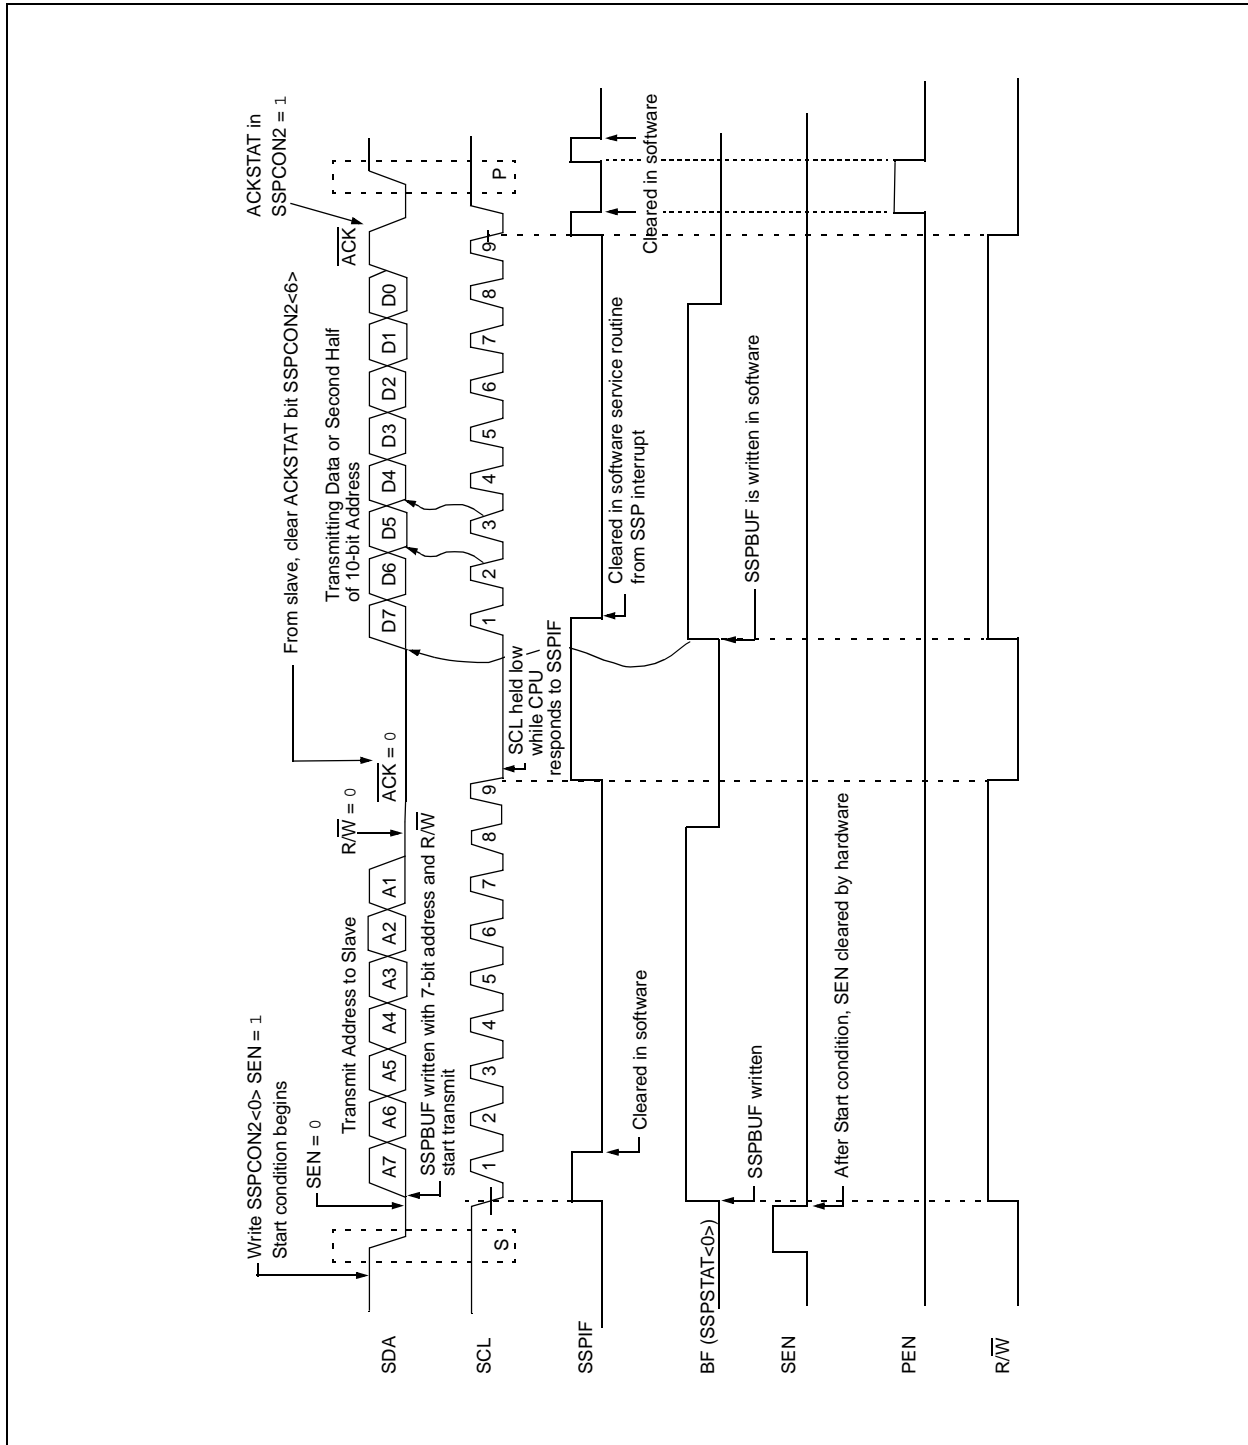 Write SSPCON2<0> SEN = 1
Start condition begins
SEN = 0
Transmit Address to Slave
R/W = 0
From slave, clear ACKSTAT bit SSPCON2<6>
ACK = 0
Transmitting Data or Second Half
of 10-bit Address
ACKSTAT in
SSPCON2 = 1
ACK
SDA
A7 A6 A5 A4 A3 A2 A1
D7 D6 D5 D4 D3 D2 D1 D0
SSPBUF written with 7-bit address and R/W
start transmit
SCL
S
1 2 3 4 5 6 7 8 9
1 2 3 4 5 6 7 8 9
P
SCL held low
while CPU
responds to SSPIF
SSPIF
Cleared in software
Cleared in software service routine
from SSP interrupt
Cleared in software
BF (SSPSTAT<0>)
SSPBUF written
SSPBUF is written in software
SEN
After Start condition, SEN cleared by hardware
PEN
R/W